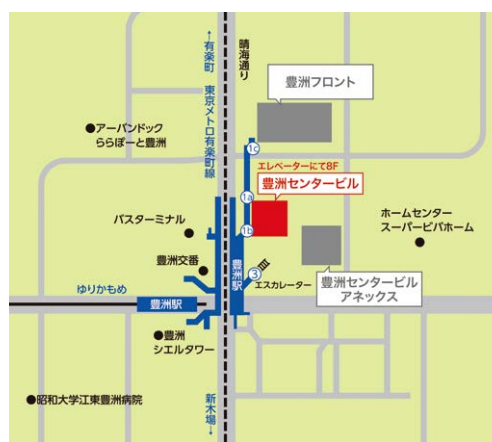 ←有楽町
東京メトロ有楽町線
晴海通り
豊洲フロント
●アーバンドック
ららぽーと豊洲
1c
エレベーターにて8F
豊洲センタービル
1a
1b
バスターミナル
ホームセンター
スーパービバホーム
豊洲交番
豊洲駅
3
エスカレーター
豊洲センタービル
アネックス
ゆりかもめ
豊洲駅
●豊洲
シエルタワー
●昭和大学江東豊洲病院
新木場→